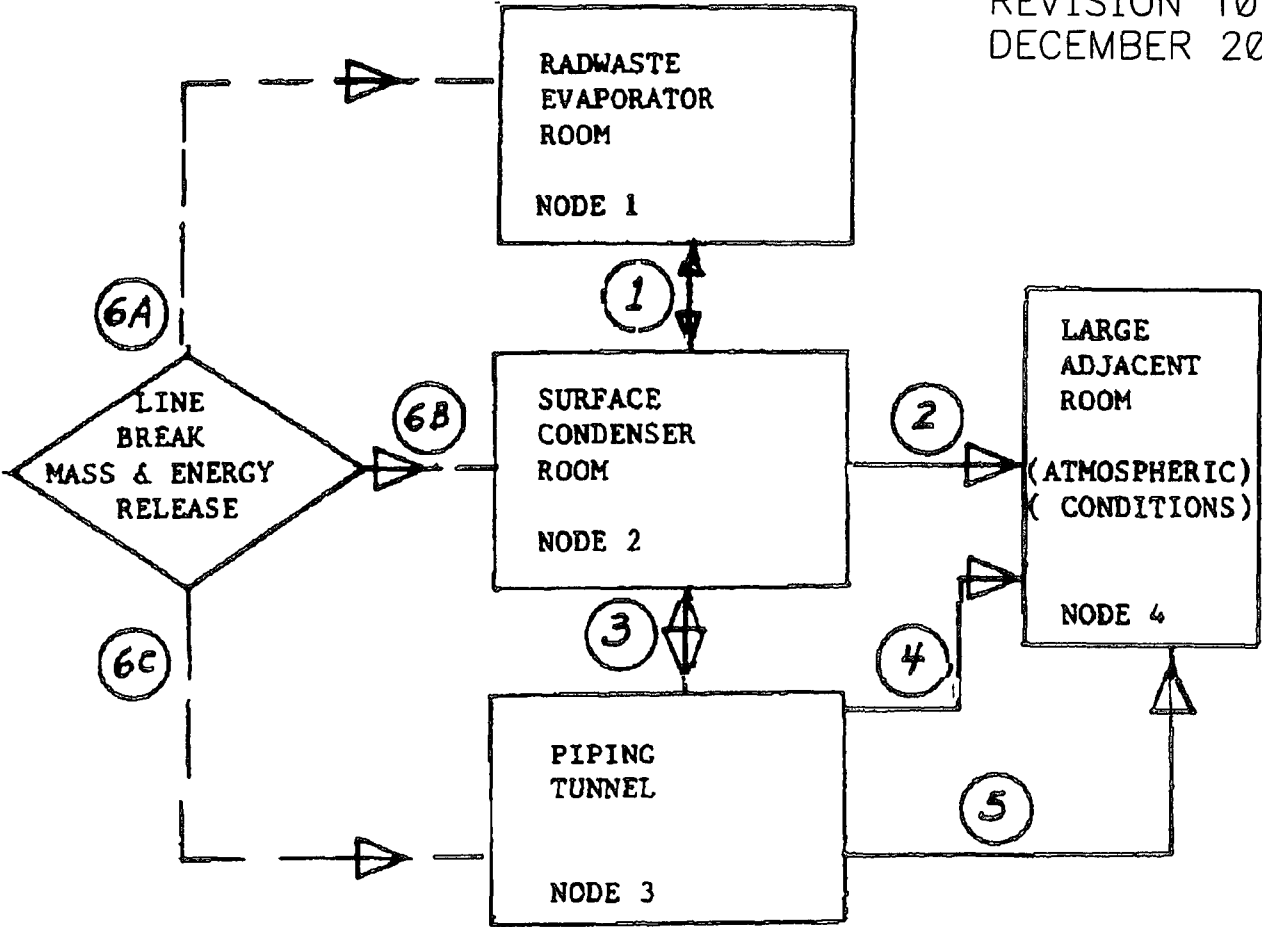 REVISION 10
DECEMBER 20
RADWASTE
EVAPORATOR
ROOM
NODE 1
6A
1
LINE
BREAK
MASS & ENERGY
RELEASE
6B
SURFACE
CONDENSER
ROOM
NODE 2
2
LARGE
ADJACENT
ROOM
(ATMOSPHERIC)
( CONDITIONS)
NODE 4
6C
3
4
PIPING
TUNNEL
NODE 3
5